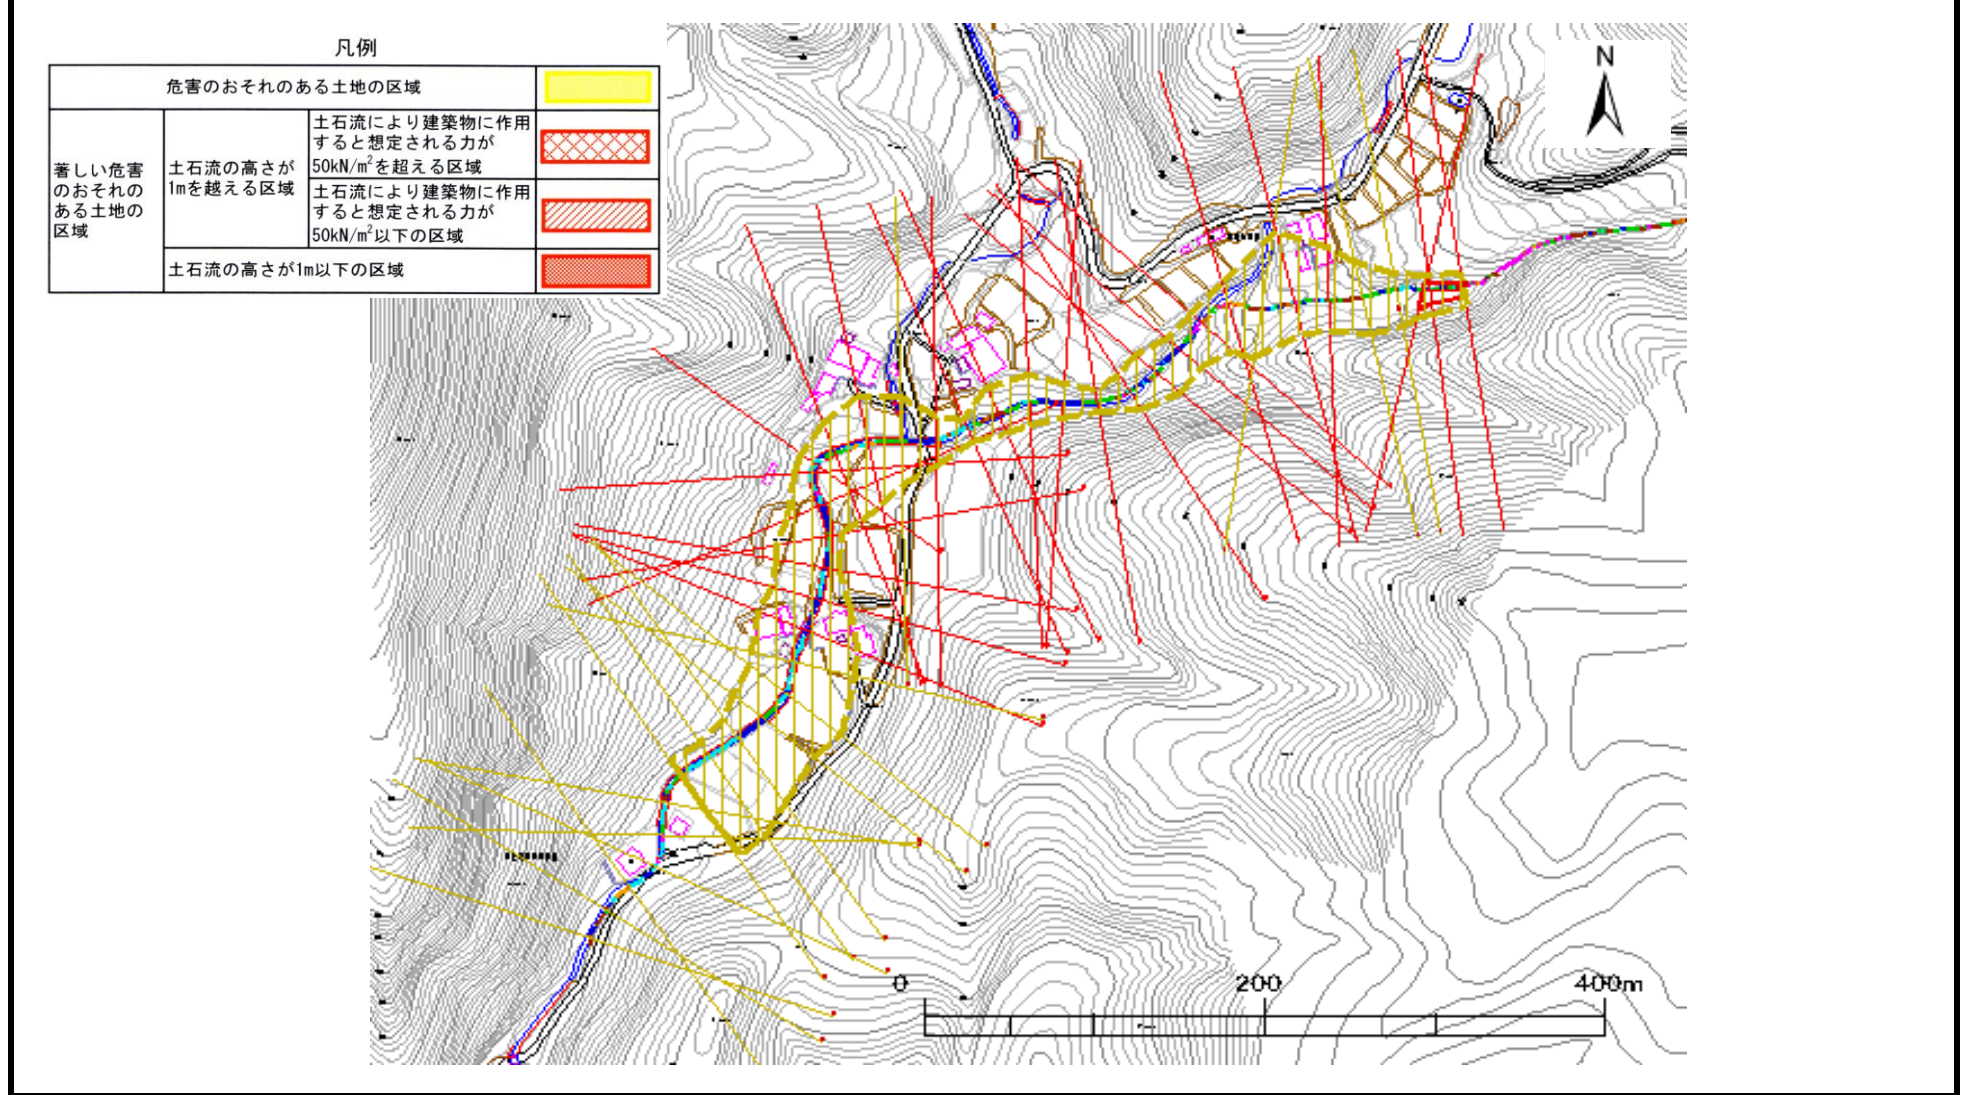 凡例
危害のおそれのある土地の区域
著しい危害
のおそれの
ある土地の
区域
土石流の高さが
1mを越える区域
土石流により建築物に作用
すると想定される力が
50kN/m²を超える区域
土石流により建築物に作用
すると想定される力が
50kN/m²以下の区域
土石流の高さが1m以下の区域
N
0
200
400m